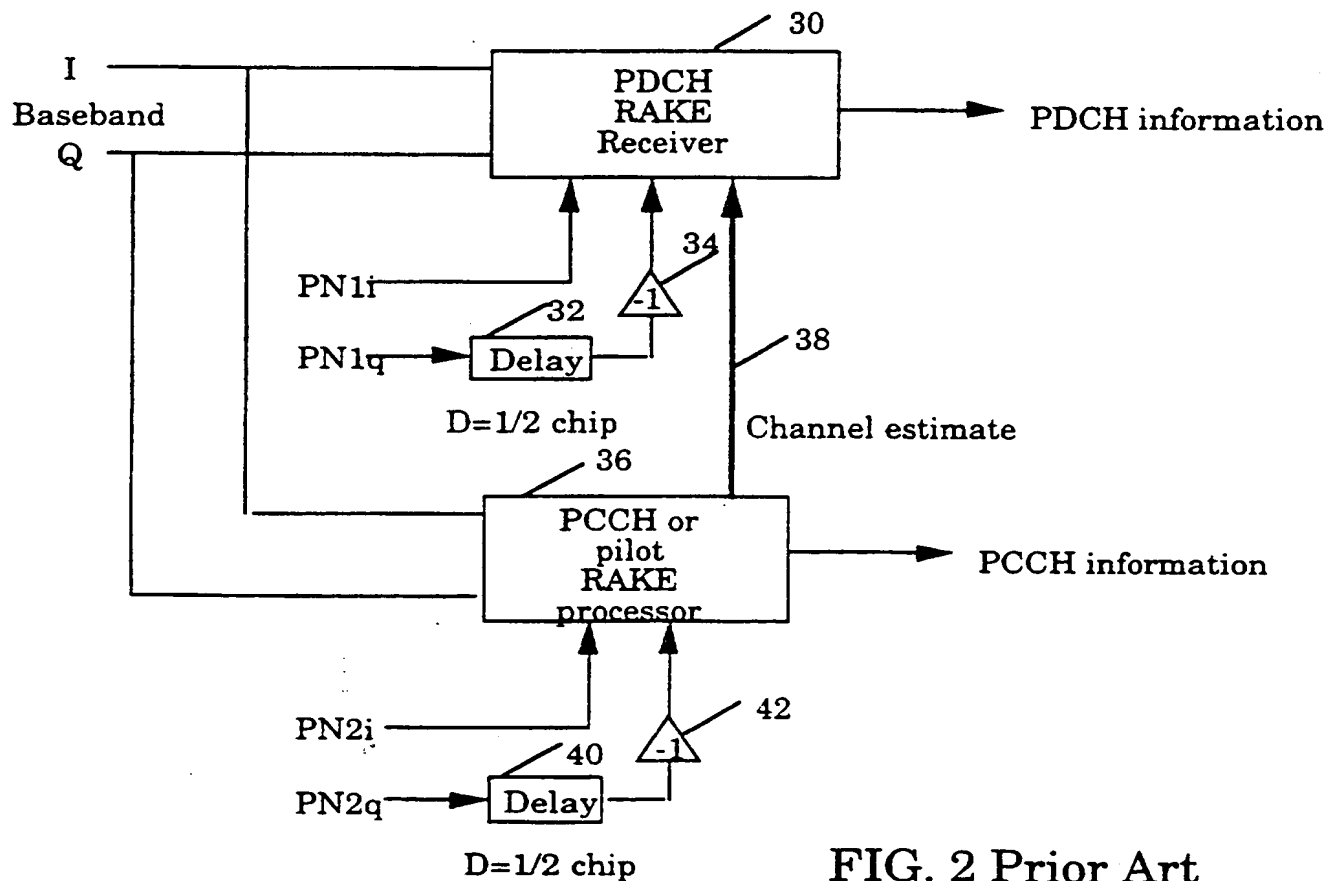 30
I
Baseband
Q
PDCH
RAKE
Receiver
PDCH information
34
PN1i
-1
32
PN1q
Delay
38
D=1/2 chip
Channel estimate
36
PCCH or
pilot
RAKE
processor
PCCH information
PN2i
42
-1
40
PN2q
Delay
D=1/2 chip
FIG. 2 Prior Art